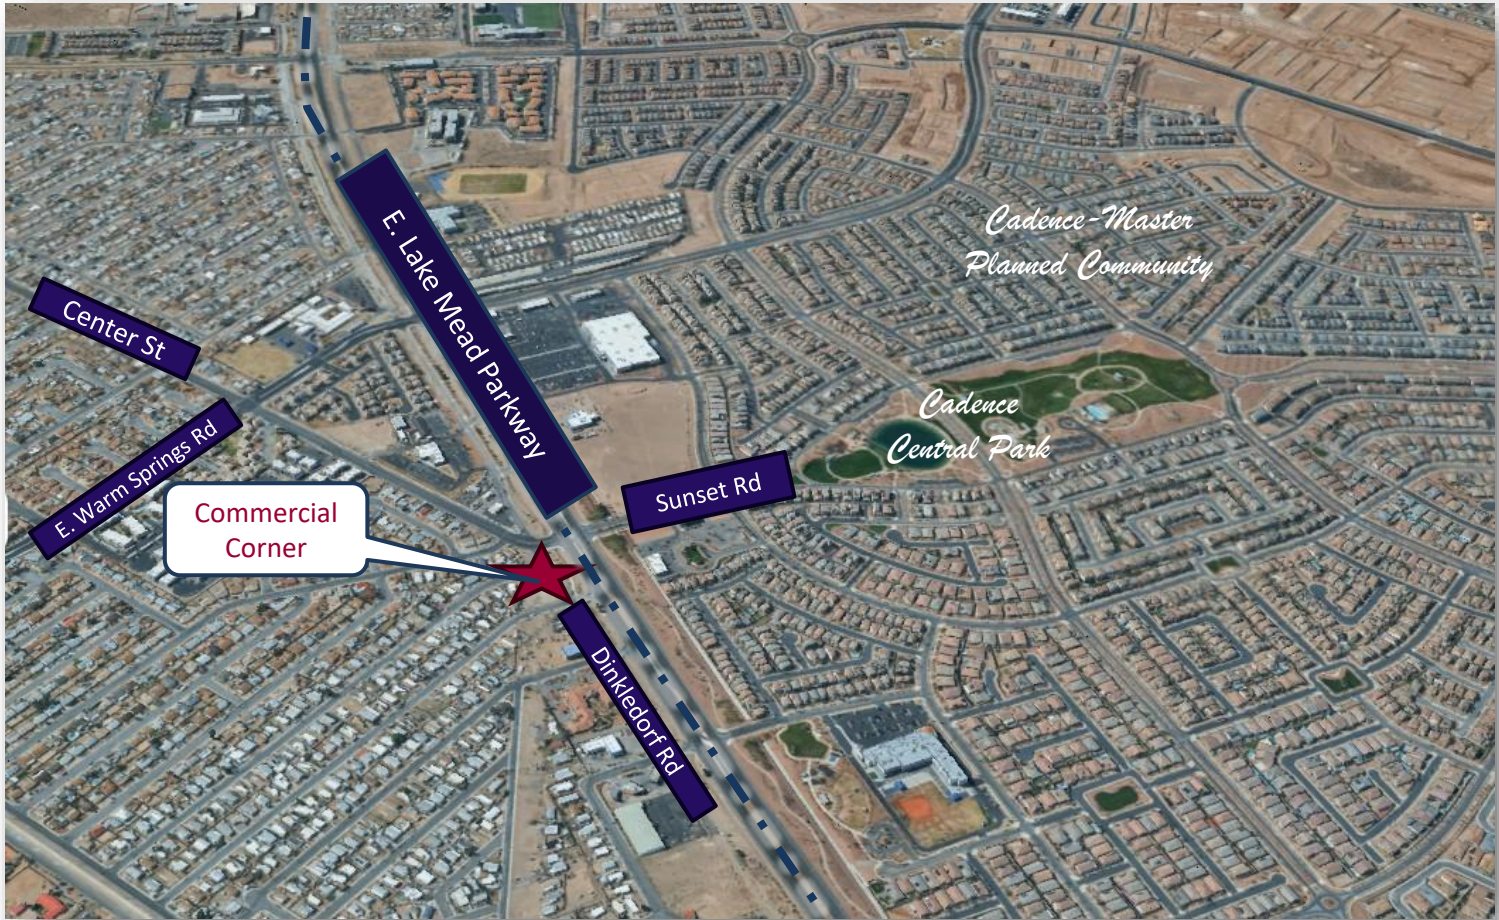 Cadence-Master
Planned Community
E. Lake Mead Parkway
Center St
Cadence
Central Park
E. Warm Springs Rd
Sunset Rd
Commercial
Corner
Dinkledorf Rd